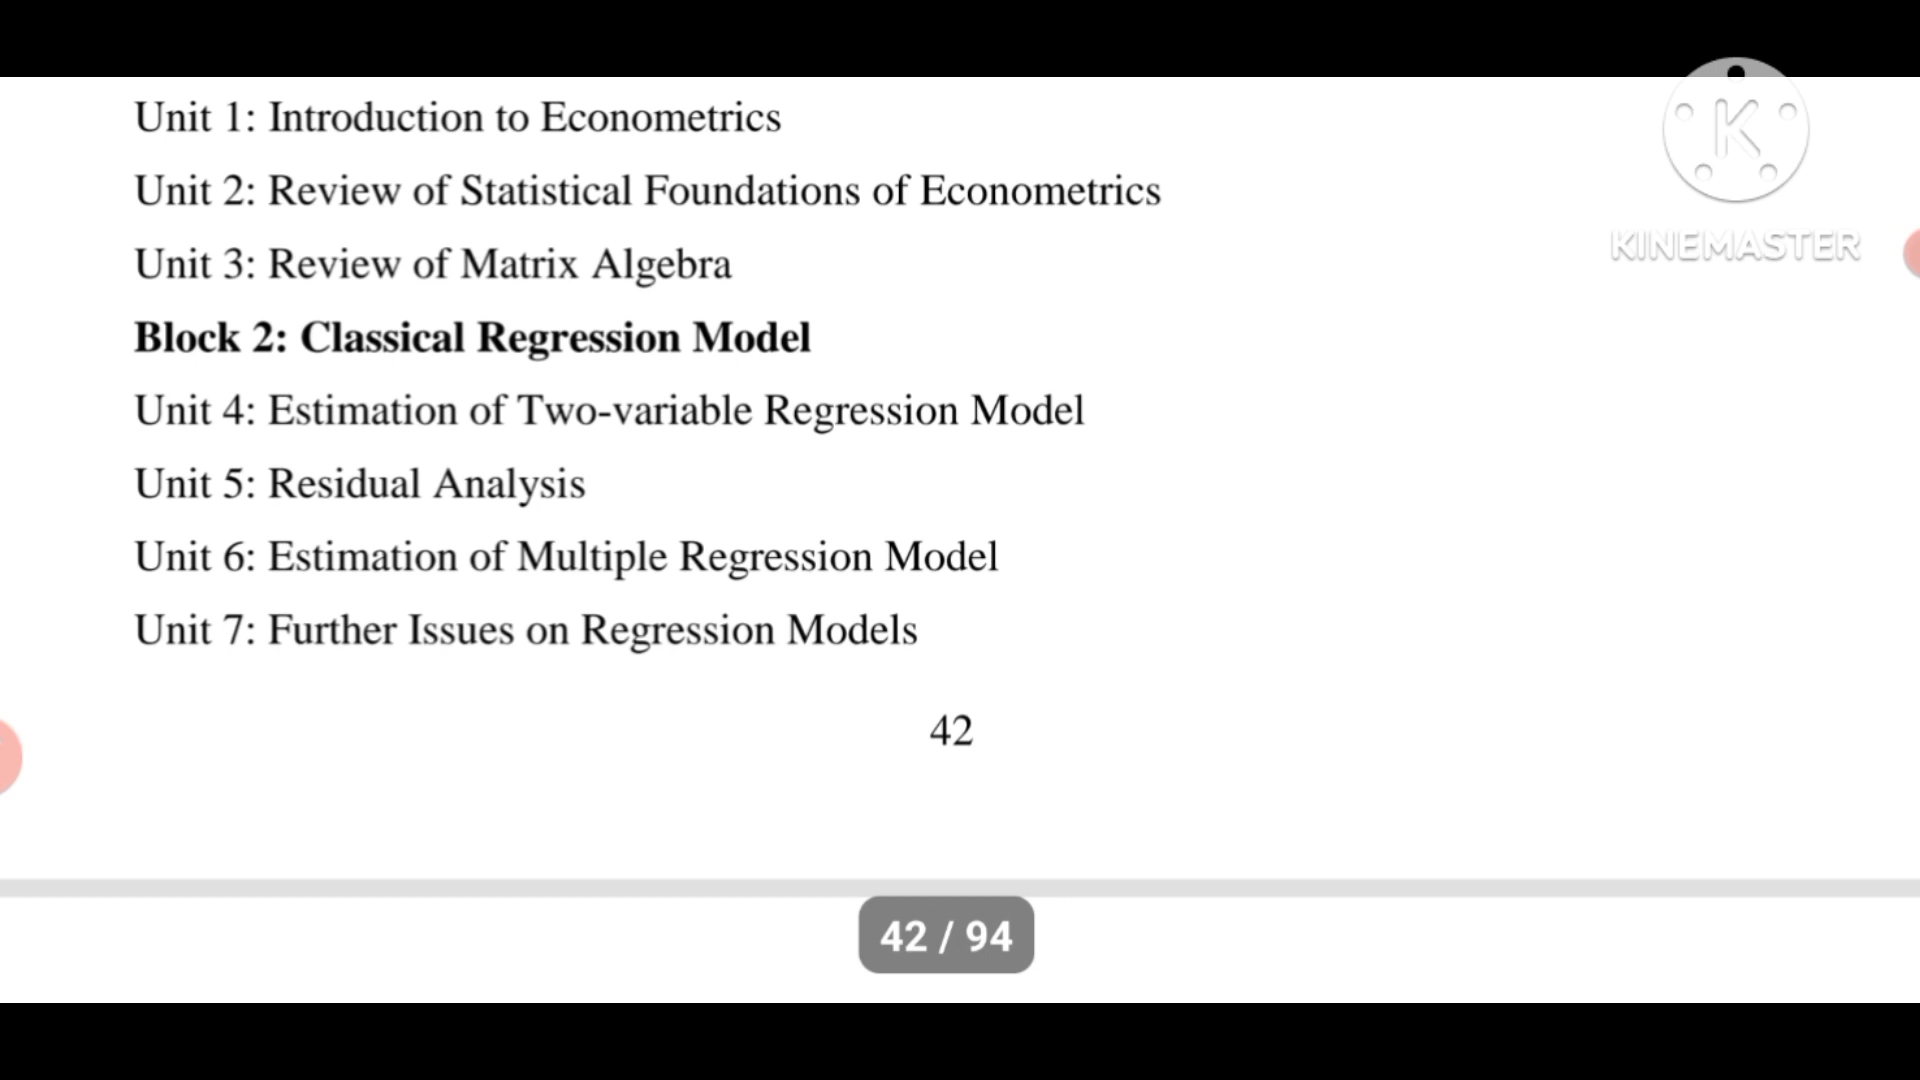 Unit 1: Introduction to Econometrics
K
KINEMASTER
Unit 2: Review of Statistical Foundations of Econometrics
Unit 3: Review of Matrix Algebra
Block 2: Classical Regression Model
Unit 4: Estimation of Two-variable Regression Model
Unit 5: Residual Analysis
Unit 6: Estimation of Multiple Regression Model
Unit 7: Further Issues on Regression Models
42
42 / 94